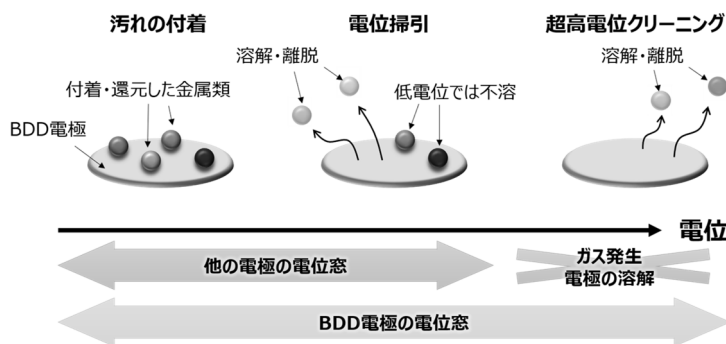 汚れの付着
電位掃引
超高電位クリーニング
溶解・離脱
溶解・離脱
付着・還元した金属類
低電位では不溶
BDD電極
電位
他の電極の電位窓
ガス発生
電極の溶解
BDD電極の電位窓